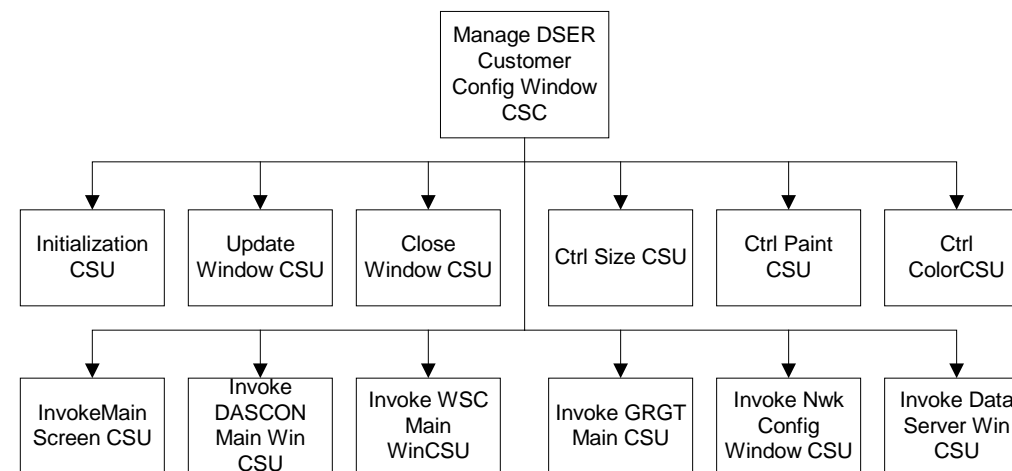 Manage DSER
Customer
Config Window
CSC
Initialization
CSU
Update
Window CSU
Close
Window CSU
Ctrl Size CSU
Ctrl Paint
CSU
Ctrl
ColorCSU
InvokeMain
Screen CSU
Invoke
DASCON
Main Win
CSU
Invoke WSC
Main
WinCSU
Invoke GRGT
Main CSU
Invoke Nwk
Config
Window CSU
Invoke Data
Server Win
CSU